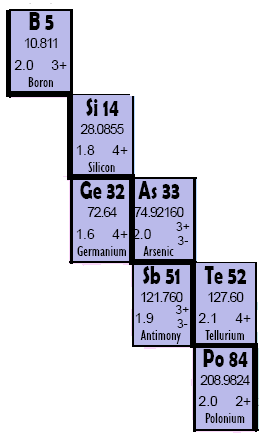 B 5
10.811
2.0 3+
Boron
Si 14
28.0855
1.8 4+
Silicon
Ge 32
72.64
1.6 4+
Germanium
As 33
74.92160
2.0 3+
3-
Arsenic
Sb 51
121.760
1.9 3+
3-
Antimony
Te 52
127.60
2.1 4+
Tellurium
Po 84
208.9824
2.0 2+
Polonium